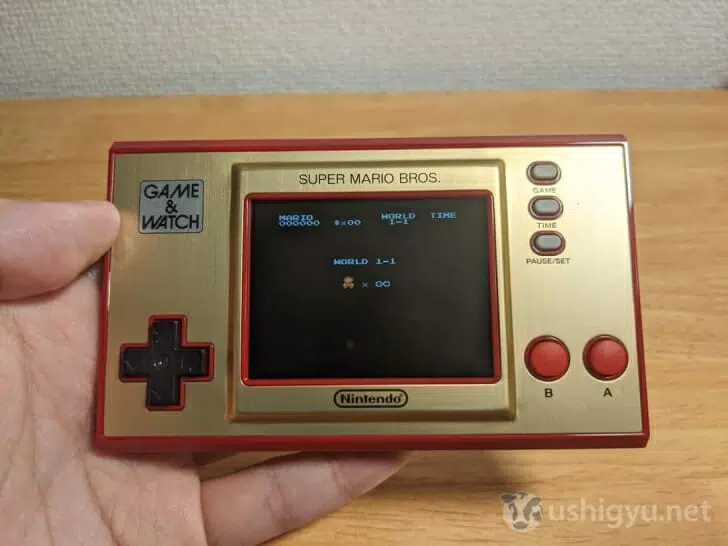 SUPER MARIO BROS.
GAME
&
WATCH
MARIO WORLD TIME
000000 ×00 1-1
WORLD 1-1
× ∞
Nintendo®
GAME
TIME
PAUSE/SET
B A
ushigyu.net